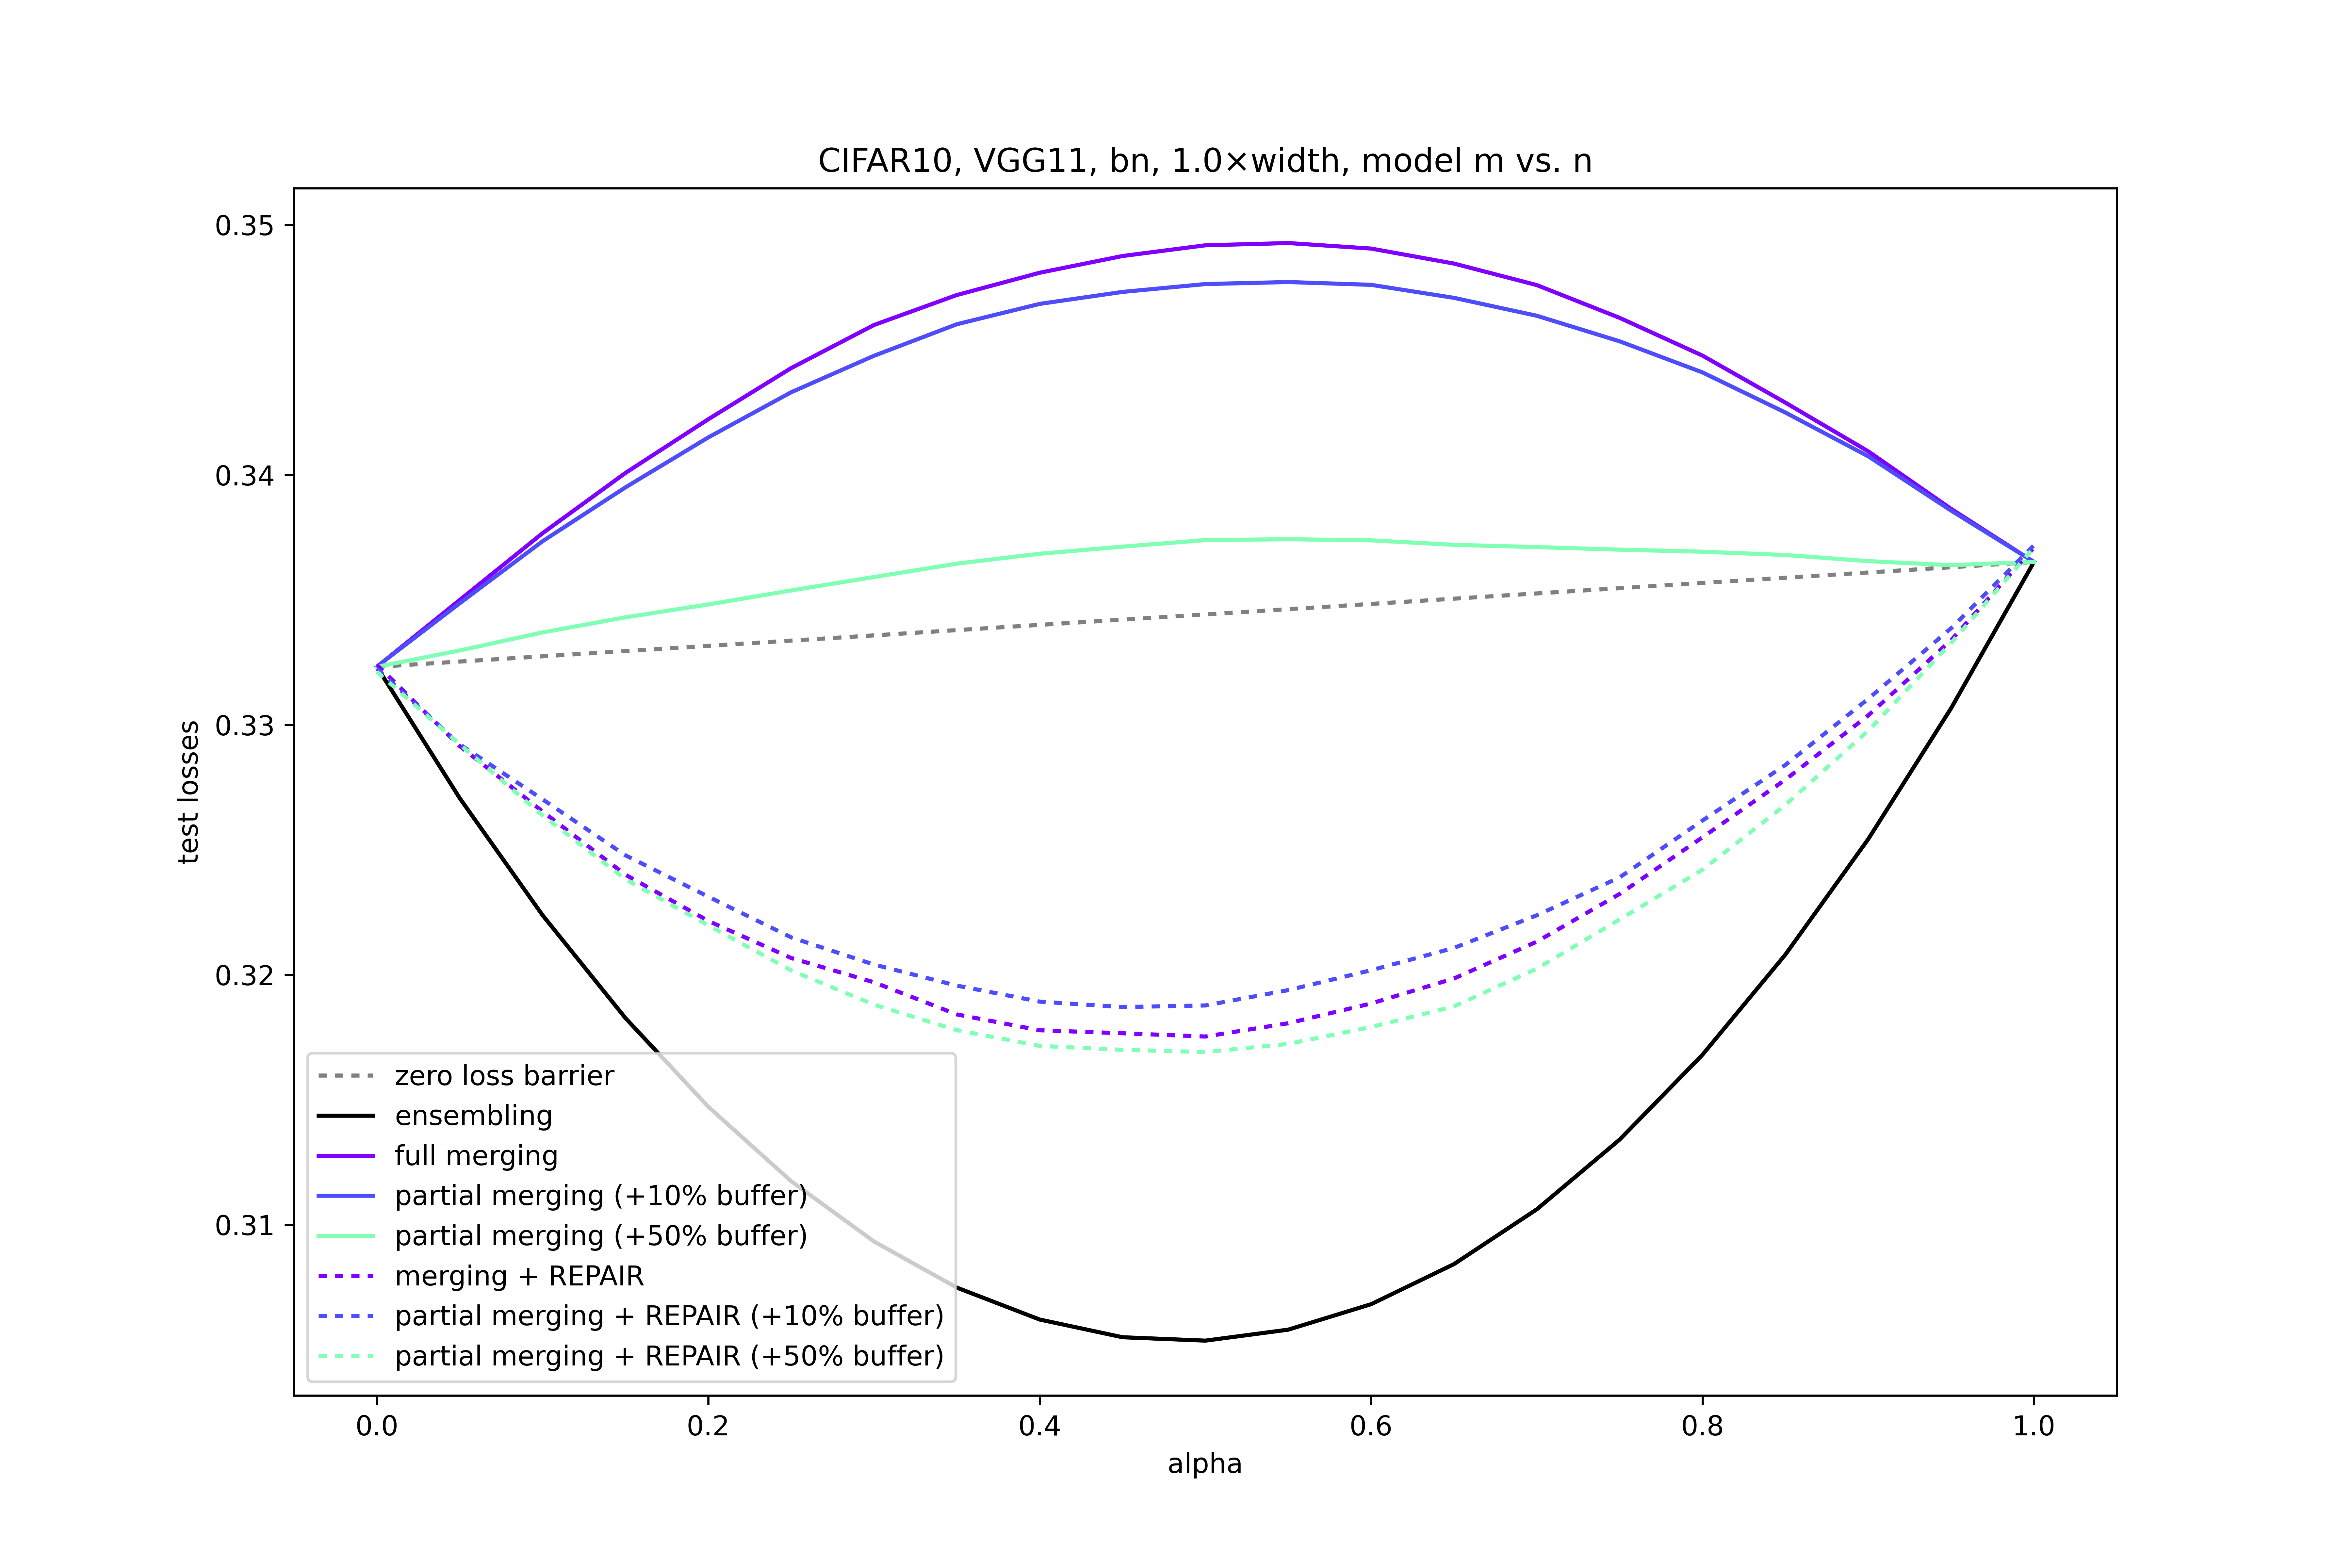 CIFAR10, VGG11, bn, 1.0×width, model m vs. n
0.35
0.34
0.33
0.32
0.31
test losses
zero loss barrier
ensembling
full merging
partial merging (+10% buffer)
partial merging (+50% buffer)
merging + REPAIR
partial merging + REPAIR (+10% buffer)
partial merging + REPAIR (+50% buffer)
0.0 0.2 0.4 0.6 0.8 1.0
alpha